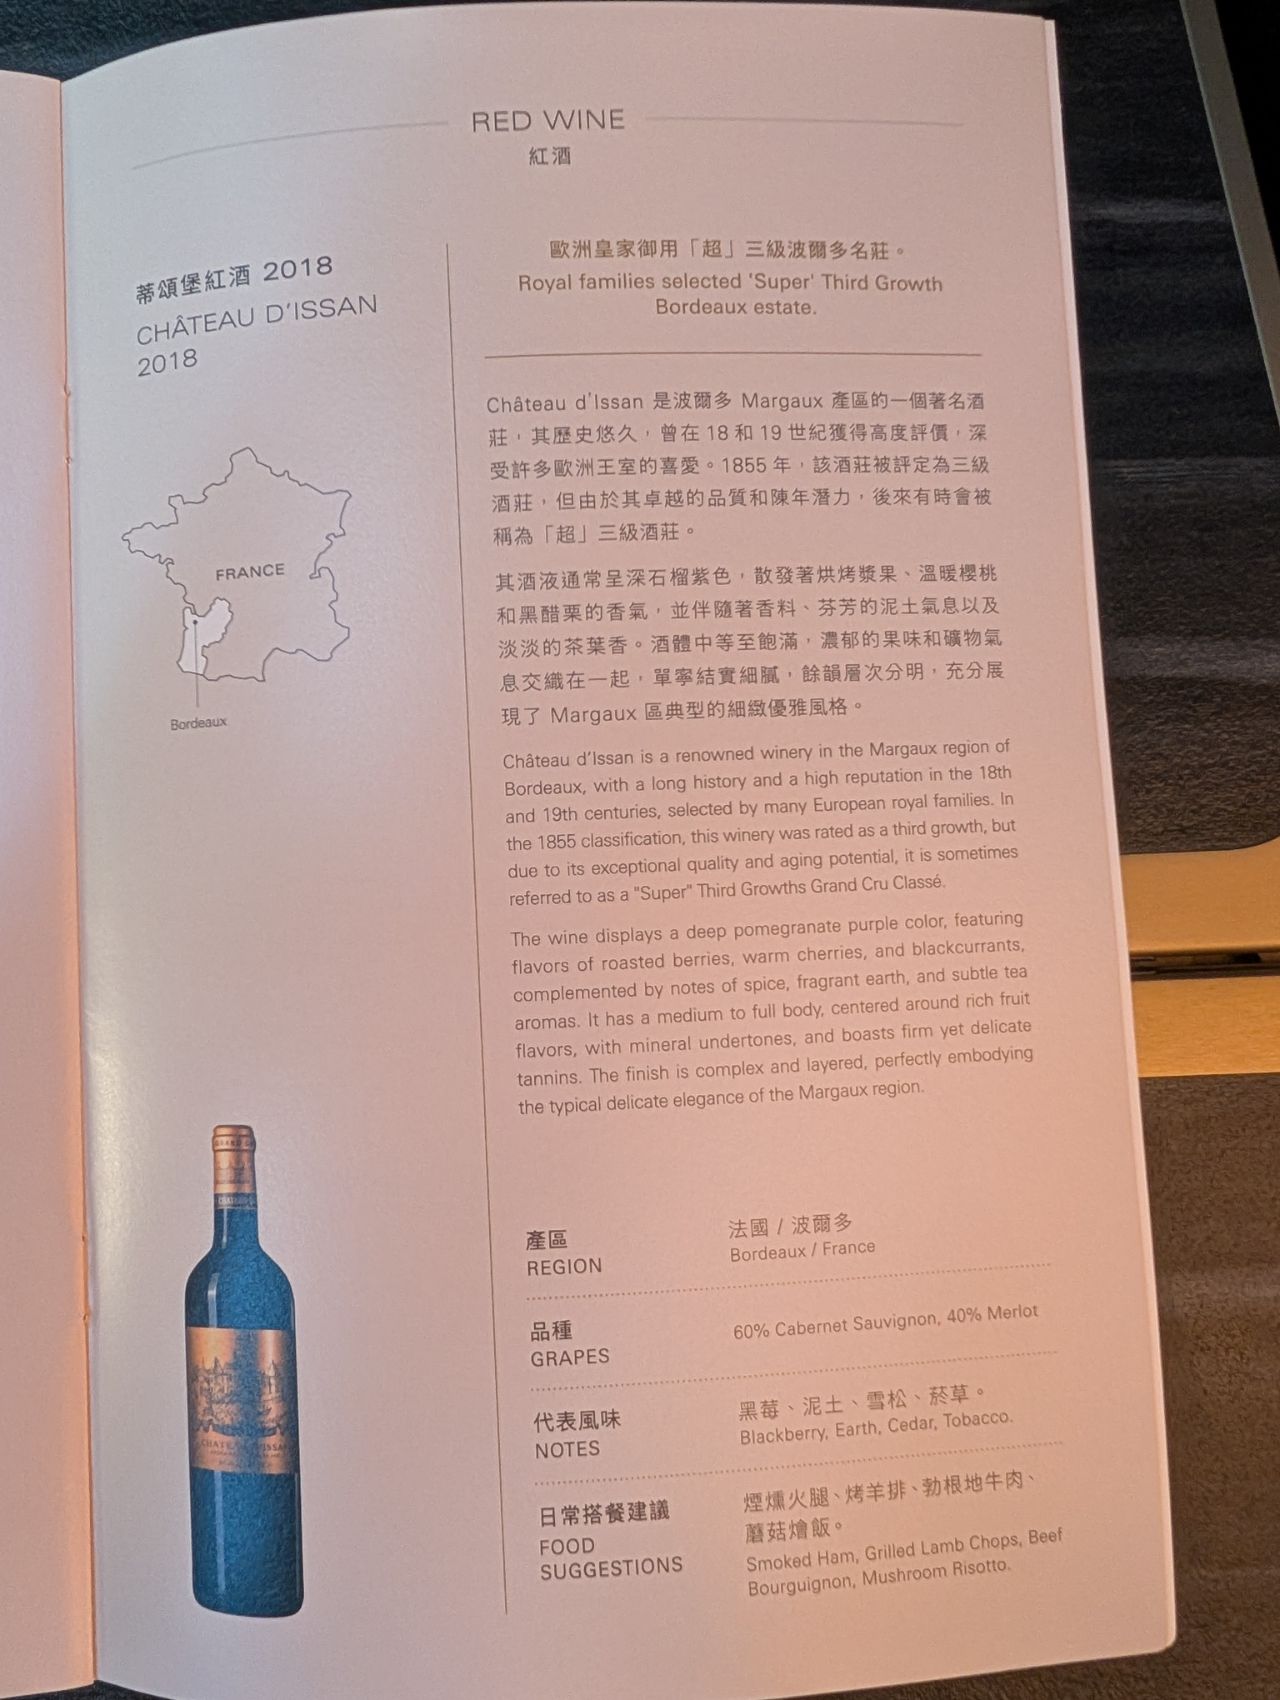 RED WINE
紅酒
蒂頌堡紅酒 2018
CHÂTEAU D'ISSAN
2018
FRANCE
Bordeaux
歐洲皇家御用「超」三級波爾多名莊。
Royal families selected 'Super' Third Growth
Bordeaux estate.
Château d'Issan 是波爾多 Margaux 產區的一個著名酒
莊，其歷史悠久，曾在 18 和 19 世紀獲得高度評價，深
受許多歐洲王室的喜愛。1855 年，該酒莊被評定為三級
酒莊，但由於其卓越的品質和陳年潛力，後來有時會被
稱為「超」三級酒莊。
其酒液通常呈深石榴紫色，散發著烘烤漿果、溫暖櫻桃
和黑醋栗的香氣，並伴隨著香料、芬芳的泥土氣息以及
淡淡的茶葉香。酒體中等至飽滿，濃郁的果味和礦物氣
息交織在一起，單寧結實細膩，餘韻層次分明，充分展
現了 Margaux 區典型的細緻優雅風格。
Château d'Issan is a renowned winery in the Margaux region of
Bordeaux, with a long history and a high reputation in the 18th
and 19th centuries, selected by many European royal families. In
the 1855 classification, this winery was rated as a third growth, but
due to its exceptional quality and aging potential, it is sometimes
referred to as a "Super" Third Growths Grand Cru Classé.
The wine displays a deep pomegranate purple color, featuring
flavors of roasted berries, warm cherries, and blackcurrants,
complemented by notes of spice, fragrant earth, and subtle tea
aromas. It has a medium to full body, centered around rich fruit
flavors, with mineral undertones, and boasts firm yet delicate
tannins. The finish is complex and layered, perfectly embodying
the typical delicate elegance of the Margaux region.
CHATEAU D'ISSAN
產區
REGION
法國 / 波爾多
Bordeaux / France
品種
GRAPES
60% Cabernet Sauvignon, 40% Merlot
代表風味
NOTES
黑莓、泥土、雪松、菸草。
Blackberry, Earth, Cedar, Tobacco.
日常搭餐建議
FOOD
SUGGESTIONS
煙燻火腿、烤羊排、勃根地牛肉、
蘑菇燉飯。
Smoked Ham, Grilled Lamb Chops, Beef
Bourguignon, Mushroom Risotto.